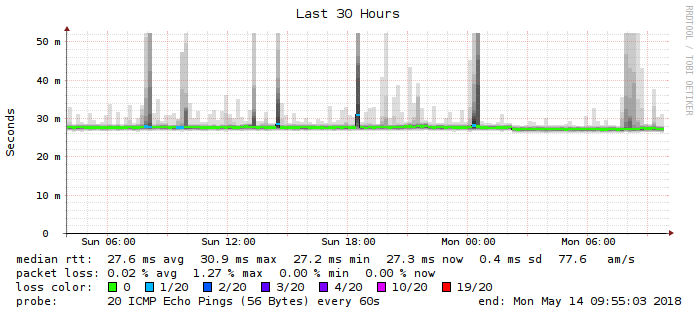 Last 30 Hours
RRDTOOL / TOBI OETIKER
Seconds
50 m
40 m
30 m
20 m
10 m
0
Sun 06:00 Sun 12:00 Sun 18:00 Mon 00:00 Mon 06:00
median rtt: 27.6 ms avg 30.9 ms max 27.2 ms min 27.3 ms now 0.4 ms sd 77.6 am/s
packet loss: 0.02 % avg 1.27 % max 0.00 % min 0.00 % now
loss color: 0 1/20 2/20 3/20 4/20 10/20 19/20
probe: 20 ICMP Echo Pings (56 Bytes) every 60s end: Mon May 14 09:55:03 2018